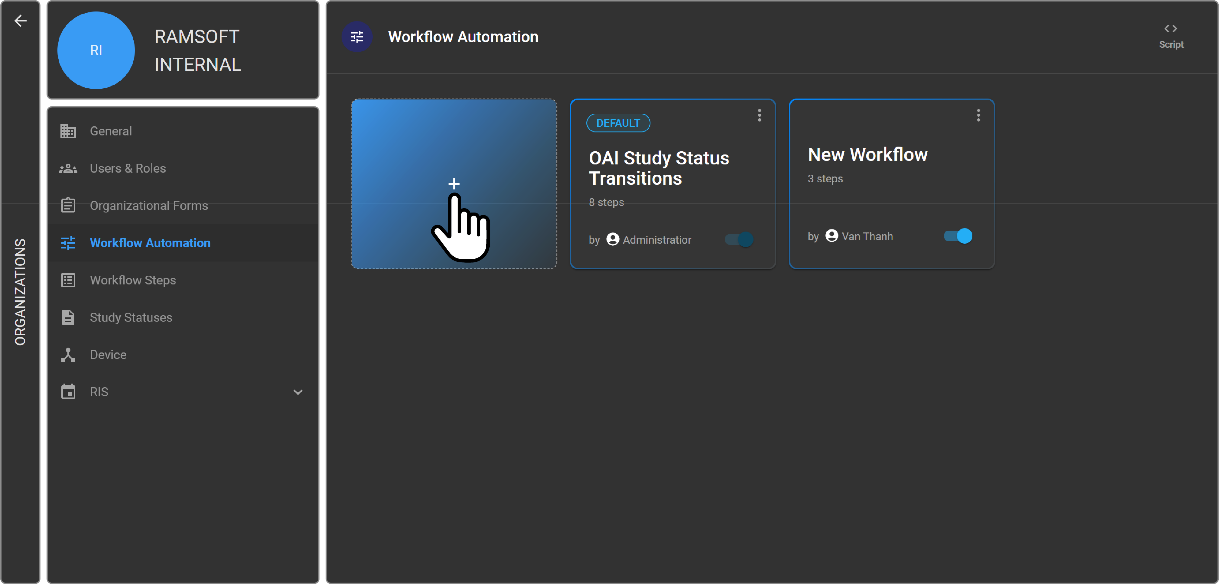 ORGANIZATIONS
RI
RAMSOFT
INTERNAL
General
Users & Roles
Organizational Forms
Workflow Automation
Workflow Steps
Study Statuses
Device
RIS
Workflow Automation
Script
DEFAULT
OAI Study Status
Transitions
8 steps
by Administratior
New Workflow
3 steps
by Van Thanh